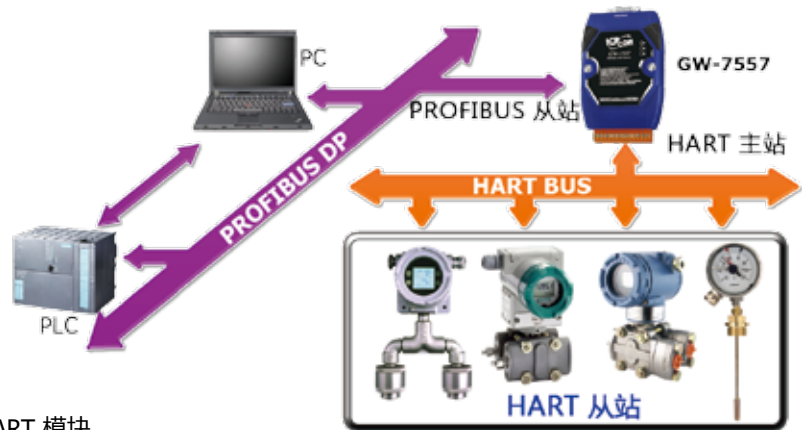 PC
GW-7557
PROFIBUS 从站
HART 主站
PROFIBUS DP
HART BUS
PLC
HART 从站